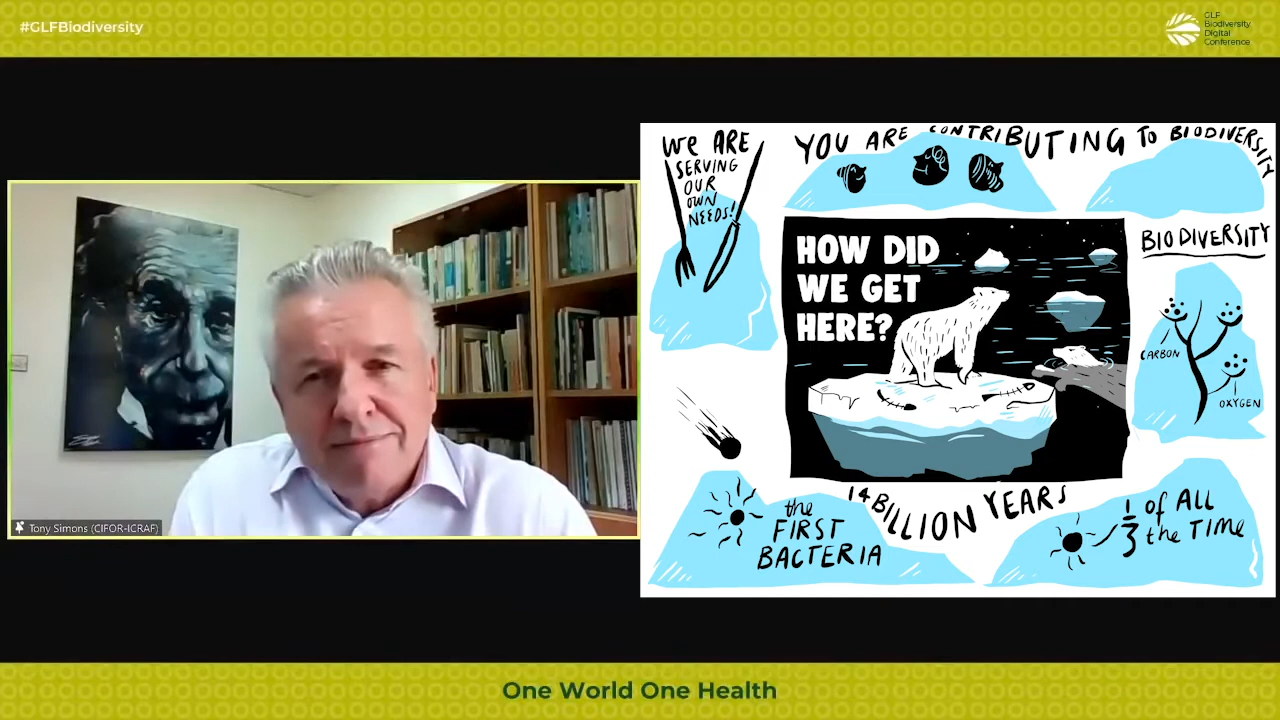 #GLFBiodiversity
GLF
Biodiversity
Digital
Conference
Tony Simons (CIFOR-ICRAF)
WE ARE
SERVING
OUR
OWN
NEEDS!
YOU ARE CONTRIBUTING TO BIODIVERSITY
HOW DID
WE GET
HERE?
BIODIVERSITY
CARBON
OXYGEN
the
FIRST
BACTERIA
14 BILLION YEARS
1/3 of ALL
the TIME
One World One Health